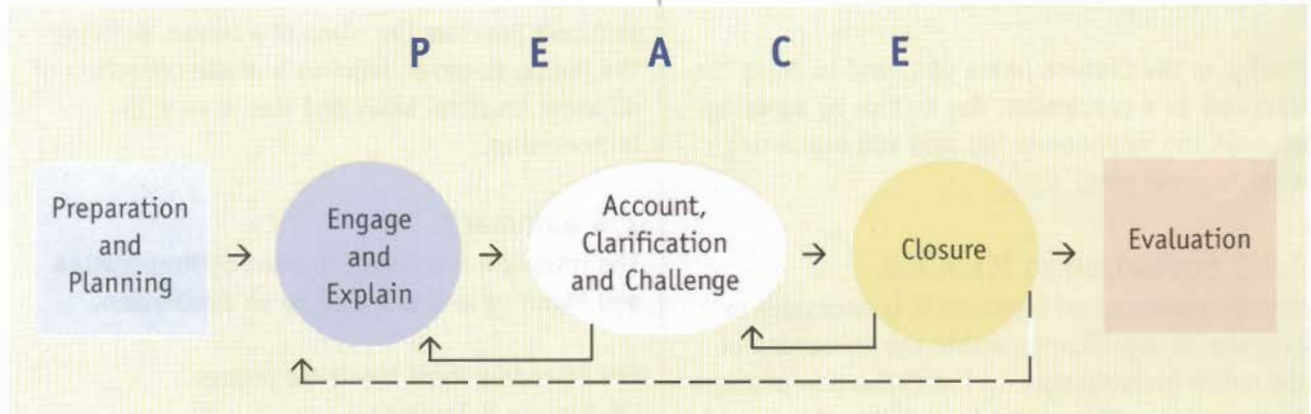 P E A C E
Preparation
and
Planning
Engage
and
Explain
Account,
Clarification
and Challenge
Closure
Evaluation